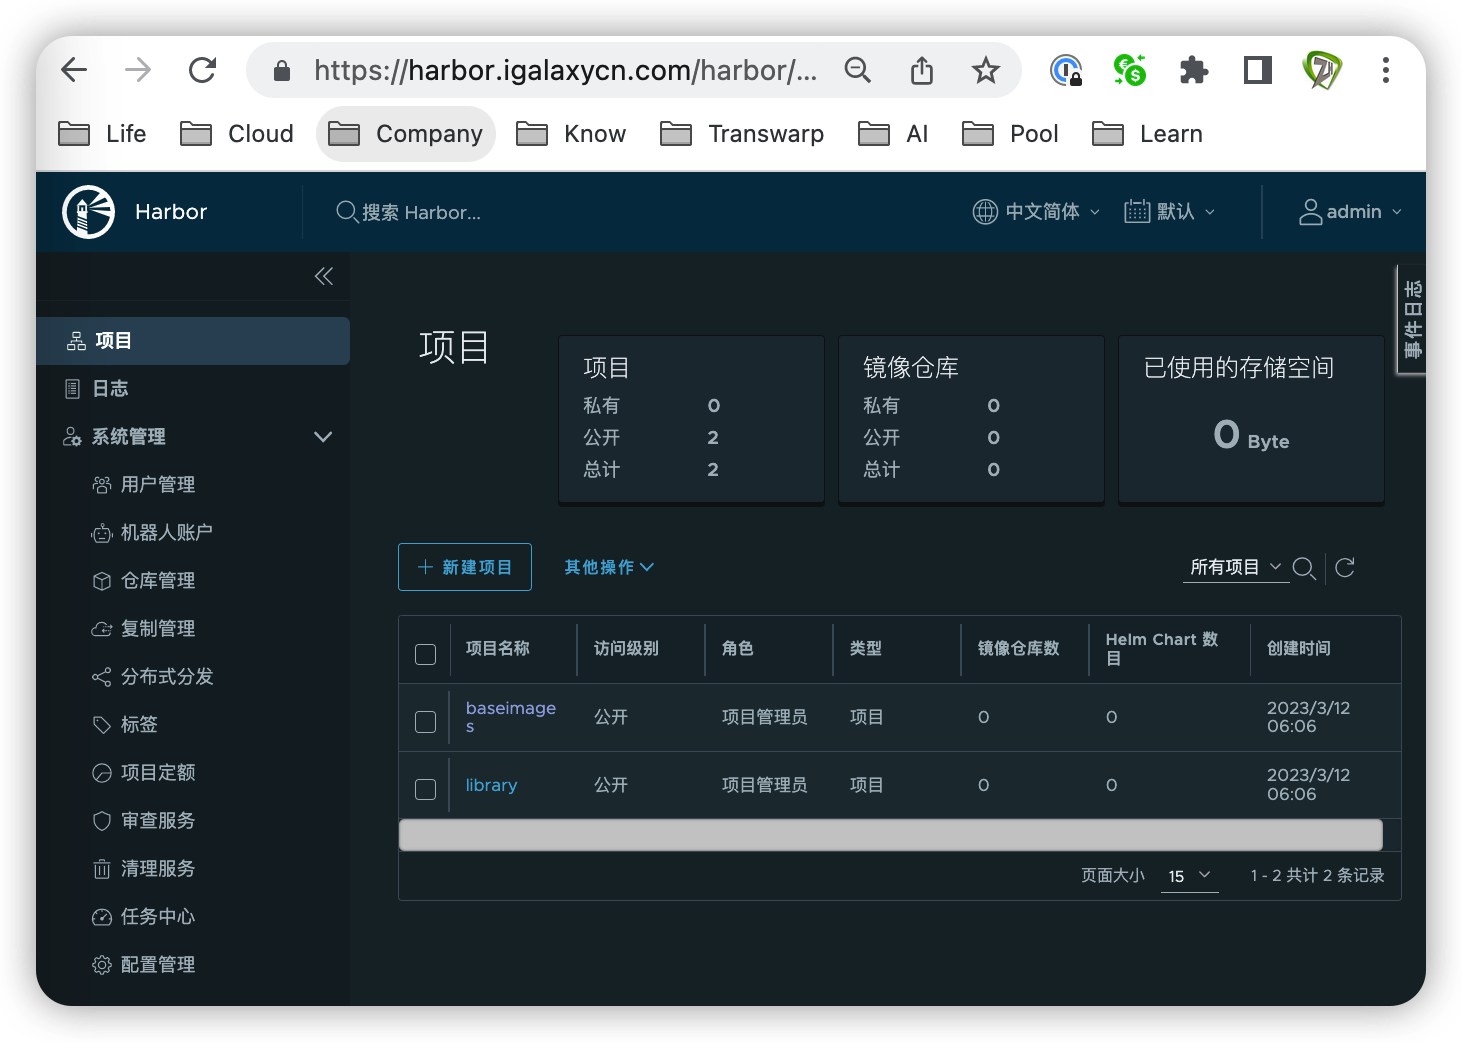 https://harbor.igalaxycn.com/harbor/...
Life
Cloud
Company
Know
Transwarp
AI
Pool
Learn
Harbor
搜索 Harbor...
中文简体
默认
admin
事件日志
项目
日志
系统管理
用户管理
机器人账户
仓库管理
复制管理
分布式分发
标签
项目定额
审查服务
清理服务
任务中心
配置管理
项目
项目
私有 0
公开 2
总计 2
镜像仓库
私有 0
公开 0
总计 0
已使用的存储空间
0 Byte
新建项目
其他操作
所有项目
项目名称 访问级别 角色 类型 镜像仓库数 Helm Chart 数
目
创建时间
baseimage
s
公开 项目管理员 项目 0 0 2023/3/12
06:06
library 公开 项目管理员 项目 0 0 2023/3/12
06:06
页面大小 15 1 - 2 共计 2 条记录